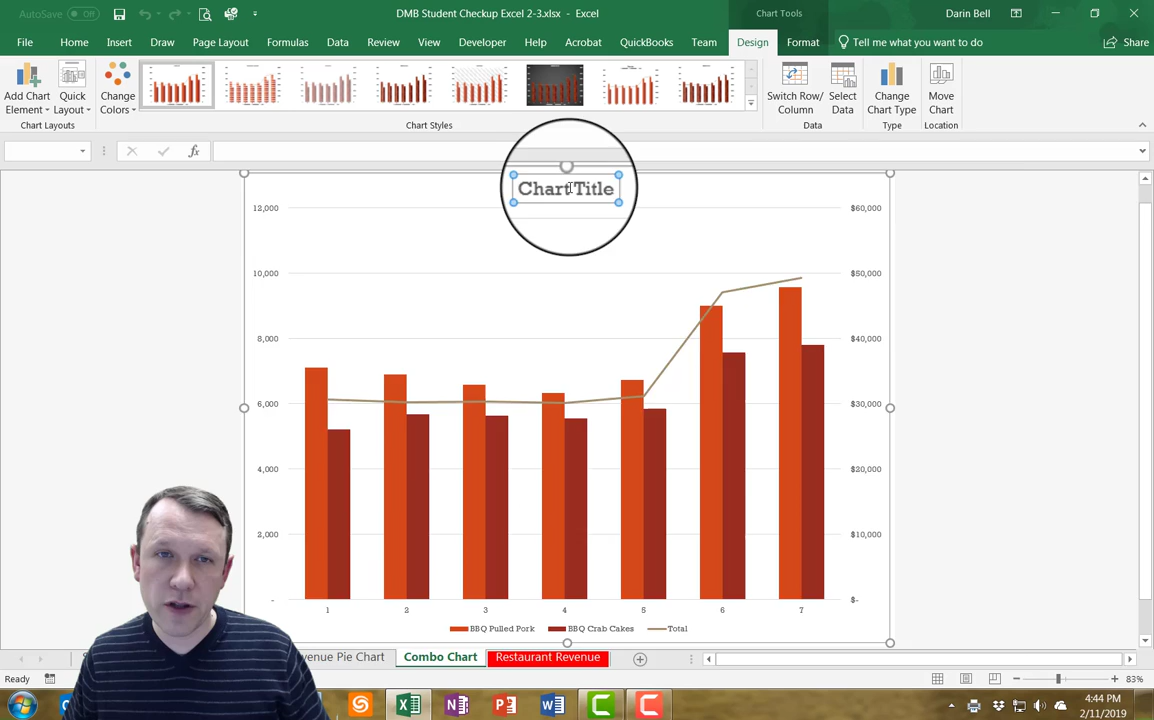 AutoSave Off
DMB Student Checkup Excel 2-3.xlsx - Excel
Chart Tools
Darin Bell
File Home Insert Draw Page Layout Formulas Data Review View Developer Help Acrobat QuickBooks Team Design Format Tell me what you want to do Share
Add Chart Element
Quick Layout
Change Colors
Switch Row/Column
Select Data
Change Chart Type
Move Chart
Chart Layouts
Chart Styles
Data
Type
Location
fx
Chart Title
12,000
10,000
8,000
6,000
4,000
2,000
-
$60,000
$50,000
$40,000
$30,000
$20,000
$10,000
$-
1 2 3 4 5 6 7
BBQ Pulled Pork BBQ Crab Cakes Total
Pie Chart Combo Chart Restaurant Revenue
Ready
83%
4:44 PM
2/11/2019